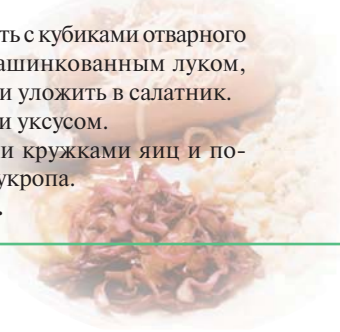 ть с кубиками отварного
ашинкованным луком,
и уложить в салатник.
и уксусом.
и кружками яиц и по-
укропа.
.